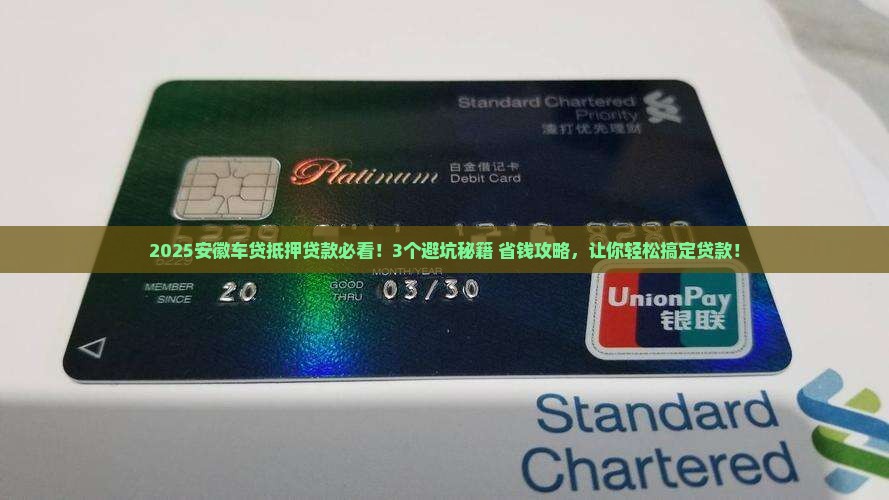 Standard Chartered
Priority
渣打优先理财
Platinum
白金借记卡
Debit Card
2025安徽车贷抵押贷款必看！3个避坑秘籍 省钱攻略，让你轻松搞定贷款！
MONTH/YEAR
MEMBER SINCE 20
GOOD THRU 03/30
UnionPay
银联
Standard
Chartered